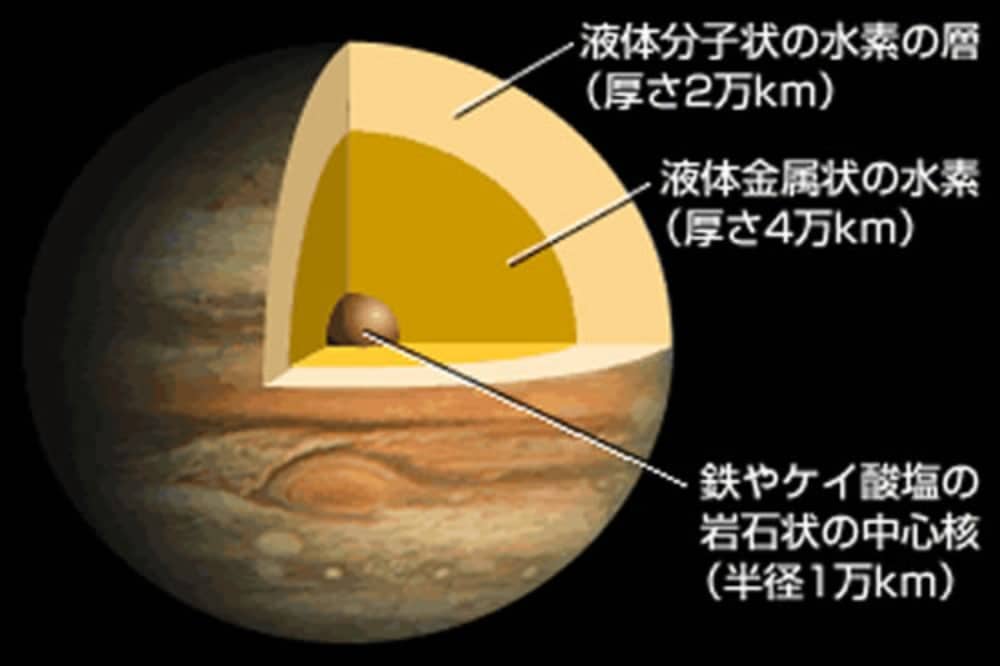 液体分子状の水素の層
（厚さ2万km）
液体金属状の水素
（厚さ4万km）
鉄やケイ酸塩の
岩石状の中心核
（半径1万km）